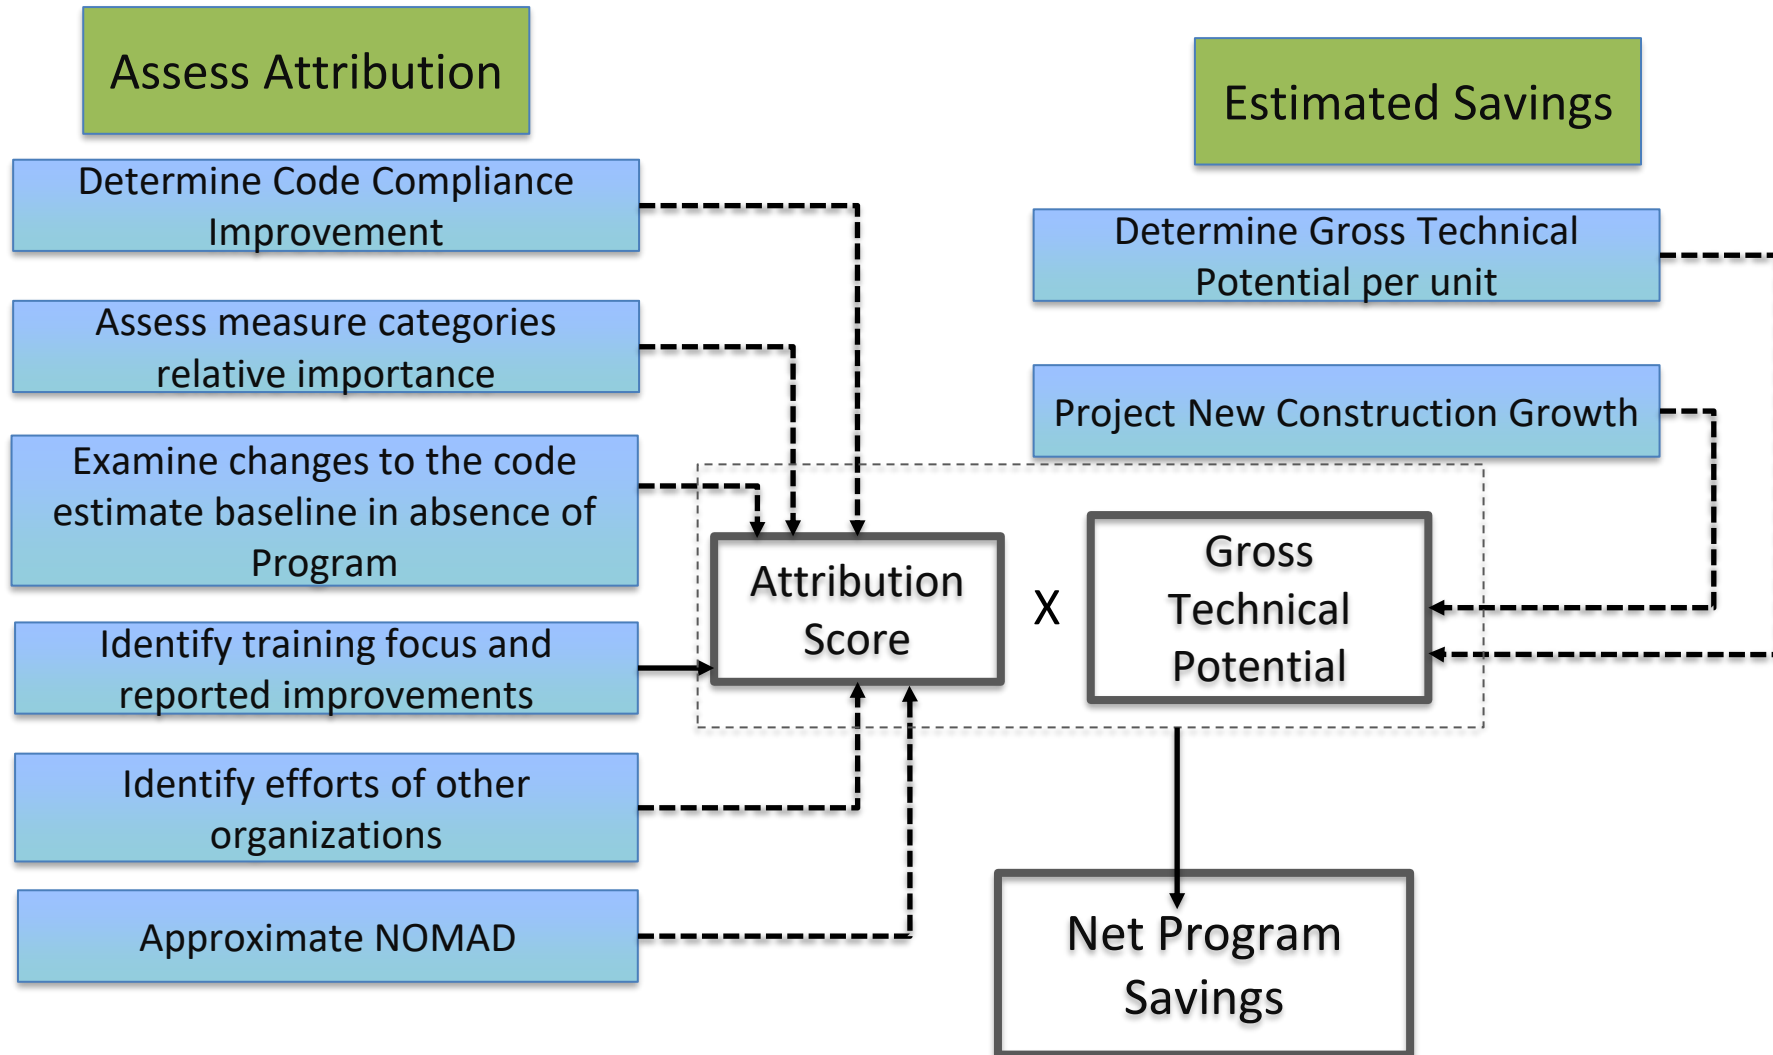 Assess Attribution
Estimated Savings
Determine Code Compliance
Improvement
Determine Gross Technical
Potential per unit
Assess measure categories
relative importance
Project New Construction Growth
Examine changes to the code
estimate baseline in absence of
Program
Attribution
Score
X
Gross
Technical
Potential
Identify training focus and
reported improvements
Identify efforts of other
organizations
Approximate NOMAD
Net Program
Savings